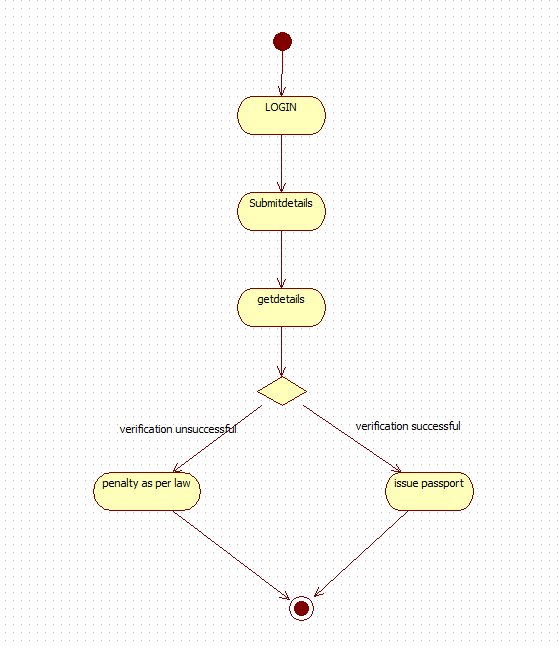 LOGIN
Submitdetails
getdetails
verification unsuccessful
verification successful
penalty as per law
issue passport